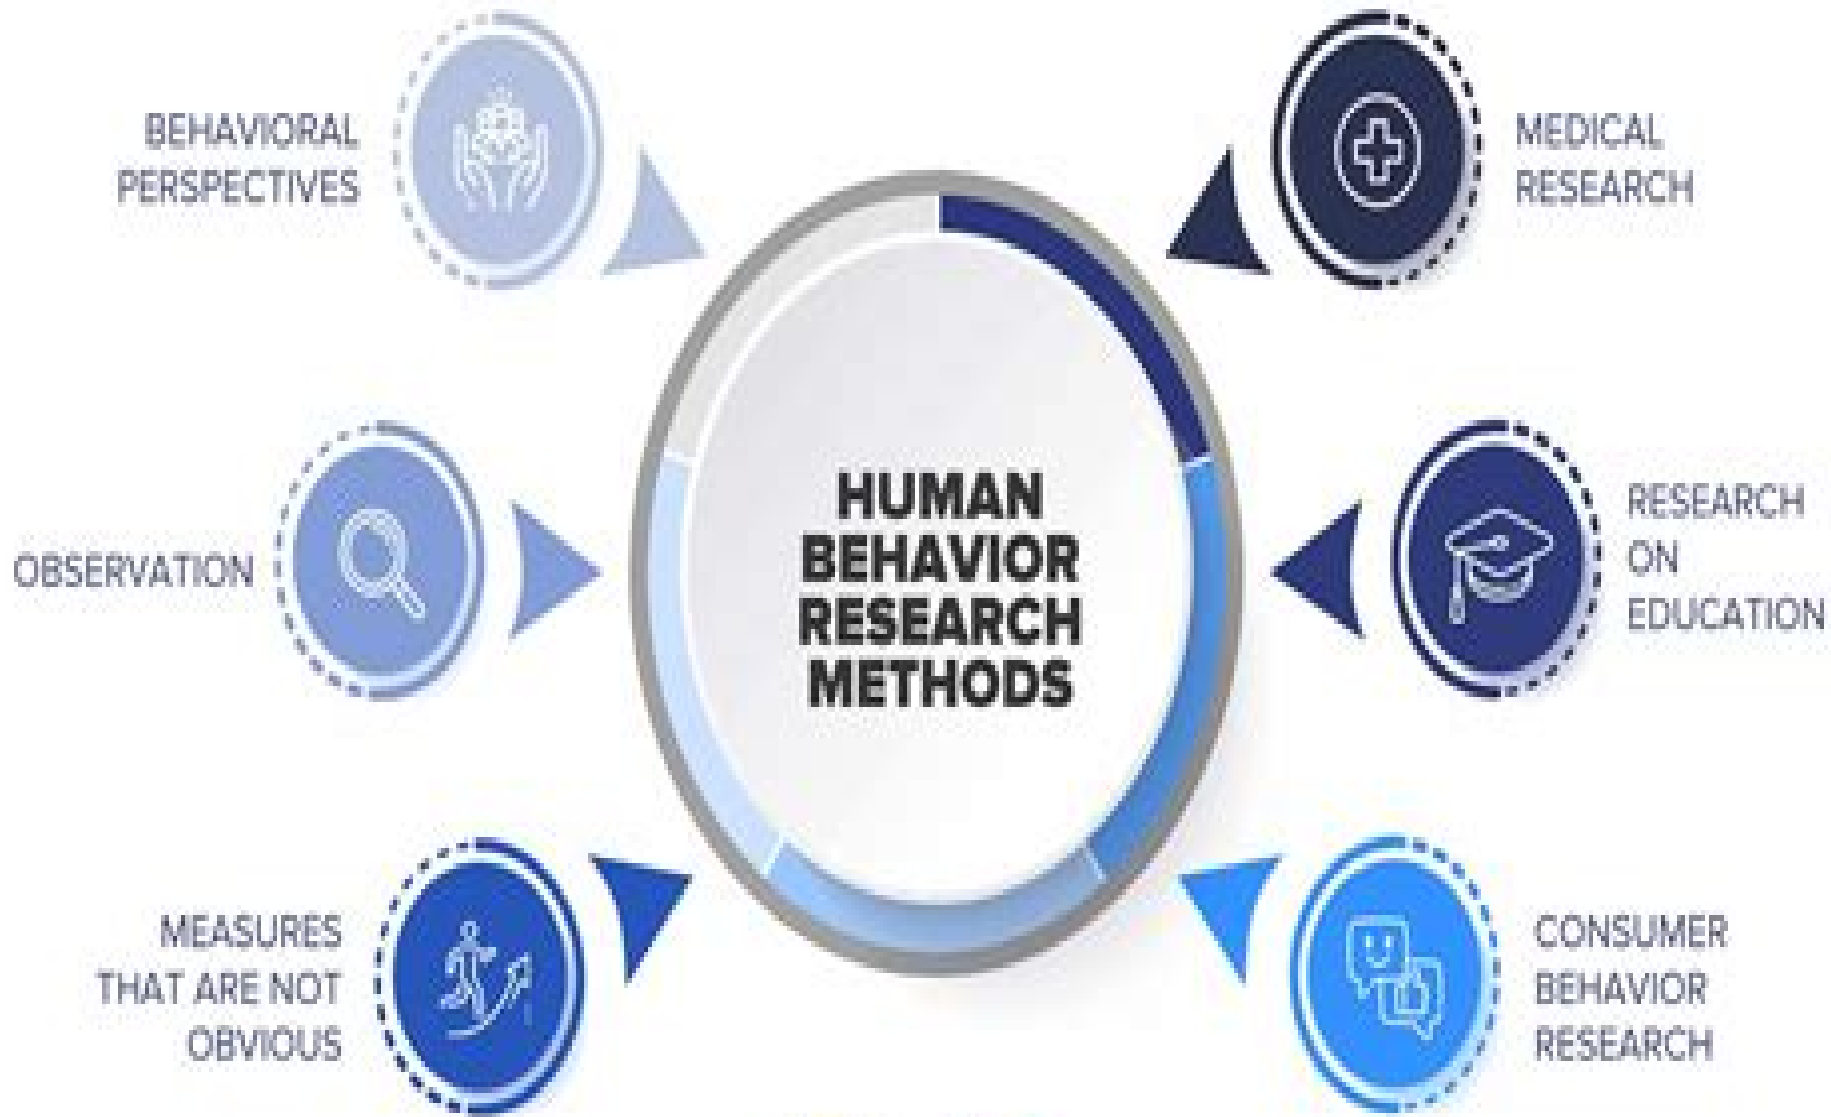 BEHAVIORAL
PERSPECTIVES
MEDICAL
RESEARCH
OBSERVATION
HUMAN
BEHAVIOR
RESEARCH
METHODS
RESEARCH
ON
EDUCATION
MEASURES
THAT ARE NOT
OBVIOUS
CONSUMER
BEHAVIOR
RESEARCH